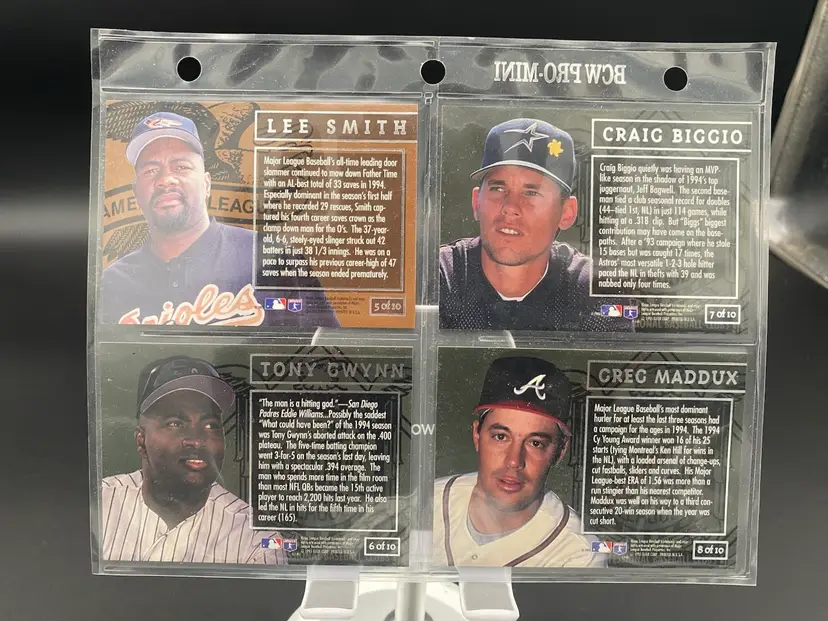 BCW PRO-MINI
LEE SMITH
Major League Baseball's all-time leading door
slammer continued to mow down Father Time
with an AL-best total of 33 saves in 1994.
Especially dominant in the season's first half
where he recorded 29 rescues, Smith cap-
tured his fourth career saves crown as the
clamp down man for the O's. The 37-year-
old, 6-6, steely-eyed slinger struck out 42
batters in just 38 1/3 innings. He was on a
pace to surpass his previous career-high of 47
saves when the season ended prematurely.
Orioles
5 of 10
CRAIG BIGGIO
Craig Biggio quietly was having an MVP-
like season in the shadow of 1994's top
juggernaut, Jeff Bagwell. The second base-
man tied a club seasonal record for doubles
(44–tied 1st, NL) in just 114 games, while
hitting at a .318 clip. But "Biggs" biggest
contribution may have come on the base-
paths. After a '93 campaign where he stole
15 bases but was caught 17 times, the
Astros' most versatile 1-2-3 hole hitter
paced the NL in thefts with 39 and was
nabbed only four times.
7 of 10
TONY GWYNN
"The man is a hitting god."—San Diego
Padres Eddie Williams...Possibly the saddest
"What could have been?" of the 1994 season
was Tony Gwynn's aborted attack on the .400
plateau. The five-time batting champion
went 3-for-5 on the season's last day, leaving
him with a spectacular .394 average. The
man who spends more time in the film room
than most NFL QBs became the 15th active
player to reach 2,200 hits last year. He also
led the NL in hits for the fifth time in his
career (165).
6 of 10
GREG MADDUX
Major League Baseball's most dominant
hurler for at least the last three seasons had
a campaign for the ages in 1994. The 1994
Cy Young Award winner won 16 of his 25
starts (tying Montreal's Ken Hill for wins in
the NL), with a loaded arsenal of change-ups,
cut fastballs, sliders and curves. His Major
League-best ERA of 1.56 was more than a
run stingier than his nearest competitor.
Maddux was well on his way to a third con-
secutive 20-win season when the year was
cut short.
A
8 of 10